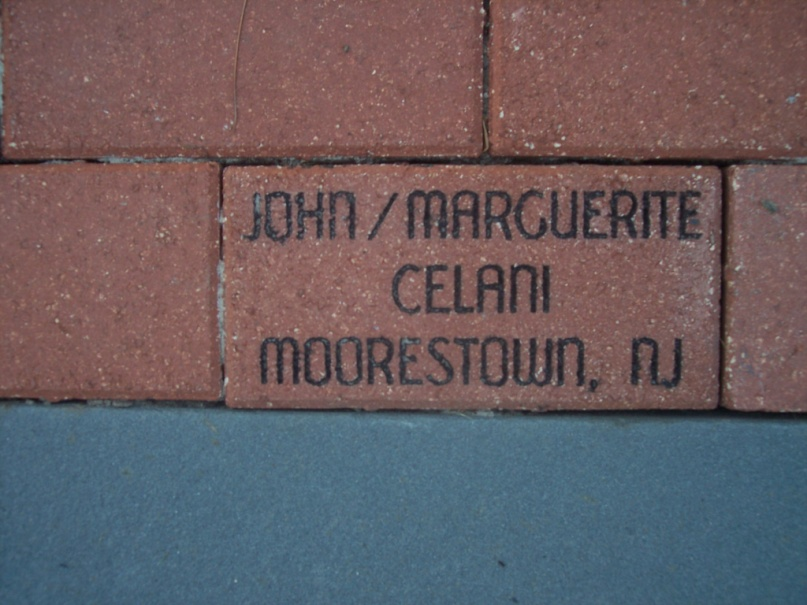 JOHN / MARGUERITE
CELANI
MOORESTOWN, NJ